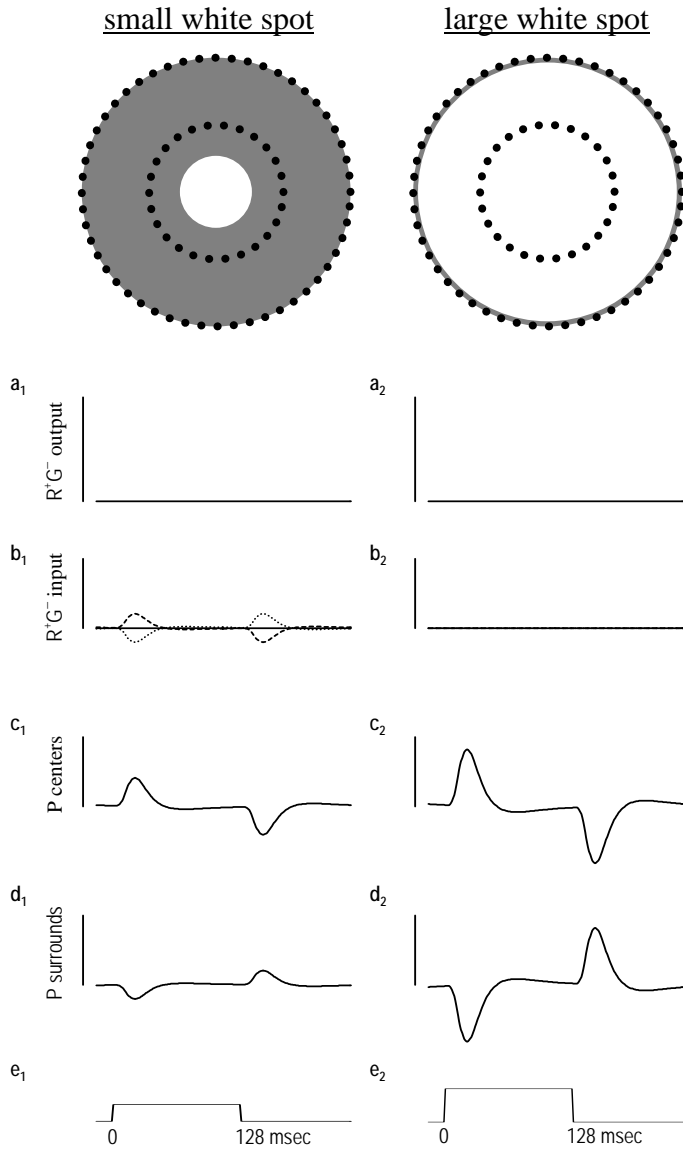 small white spot large white spot
a₁ a₂
R⁺G⁻ output
b₁ b₂
R⁺G⁻ input
c₁ c₂
P centers
d₁ d₂
P surrounds
e₁ e₂
0 128 msec 0 128 msec